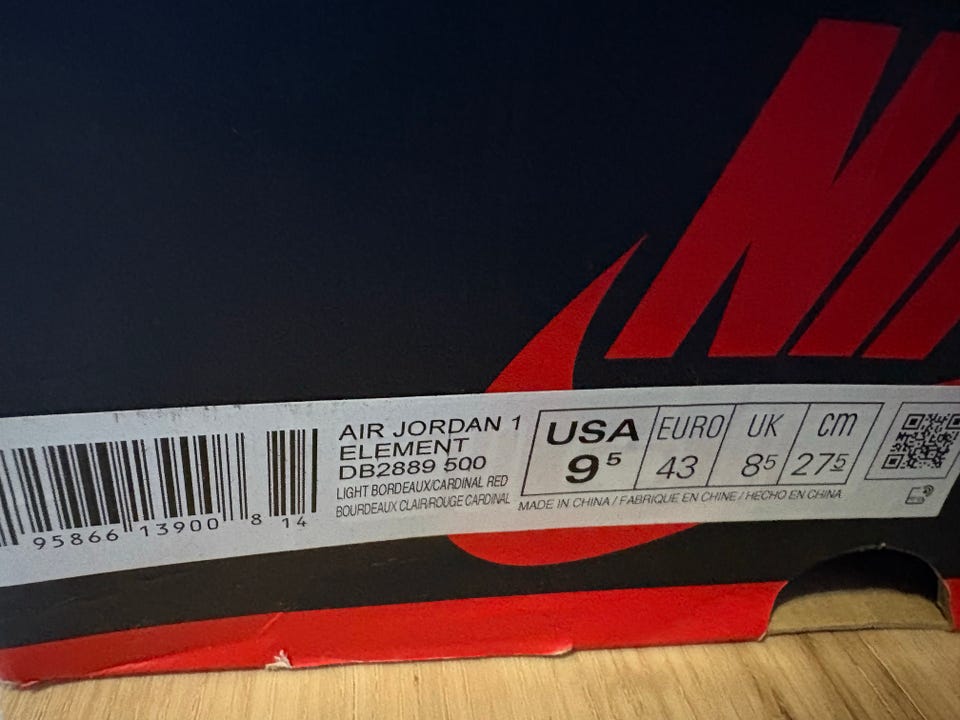 AIR JORDAN 1
ELEMENT
DB2889 500
LIGHT BORDEAUX/CARDINAL RED
BOURDEAUX CLAIR/ROUGE CARDINAL
USA EURO UK cm
9⁵ 43 8⁵ 27⁵
MADE IN CHINA / FABRIQUE EN CHINE / HECHO EN CHINA
95866 13900 8 14